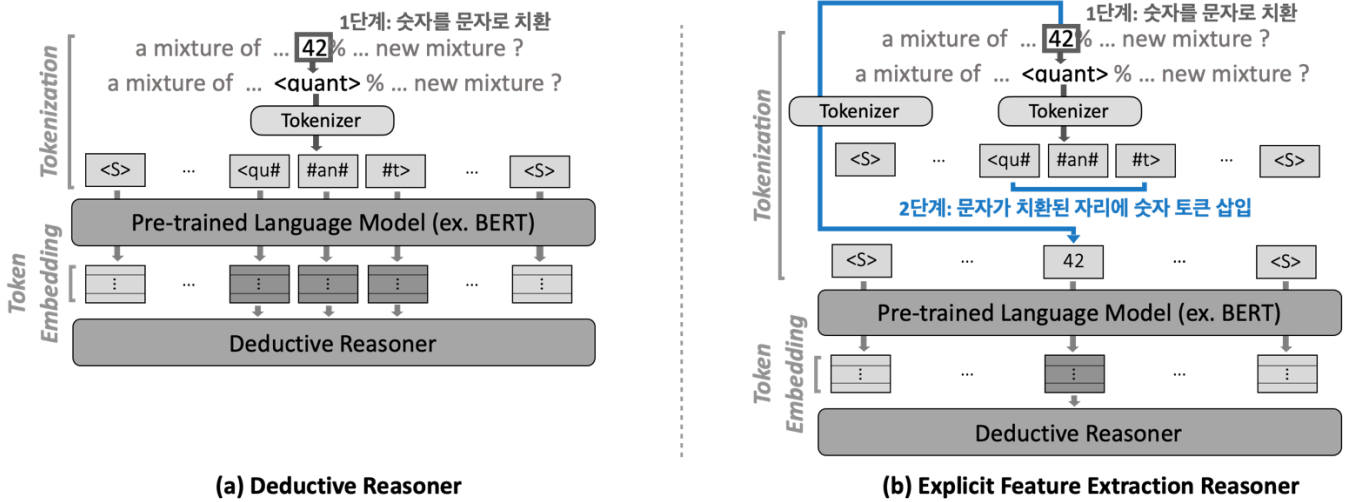 1단계: 숫자를 문자로 치환
a mixture of ... 42% ... new mixture ?
a mixture of ... <quant> % ... new mixture ?
Tokenizer
<S> ... <qu# #an# #t> ... <S>
Pre-trained Language Model (ex. BERT)
⋮ ... ⋮ ⋮ ⋮ ... ⋮
Deductive Reasoner
Tokenization
Token
Embedding
(a) Deductive Reasoner
1단계: 숫자를 문자로 치환
a mixture of ... 42% ... new mixture ?
a mixture of ... <quant> % ... new mixture ?
Tokenizer Tokenizer
<S> ... <qu# #an# #t> ... <S>
2단계: 문자가 치환된 자리에 숫자 토큰 삽입
<S> ... 42 ... <S>
Pre-trained Language Model (ex. BERT)
⋮ ... ⋮ ... ⋮
Deductive Reasoner
Tokenization
Token
Embedding
(b) Explicit Feature Extraction Reasoner